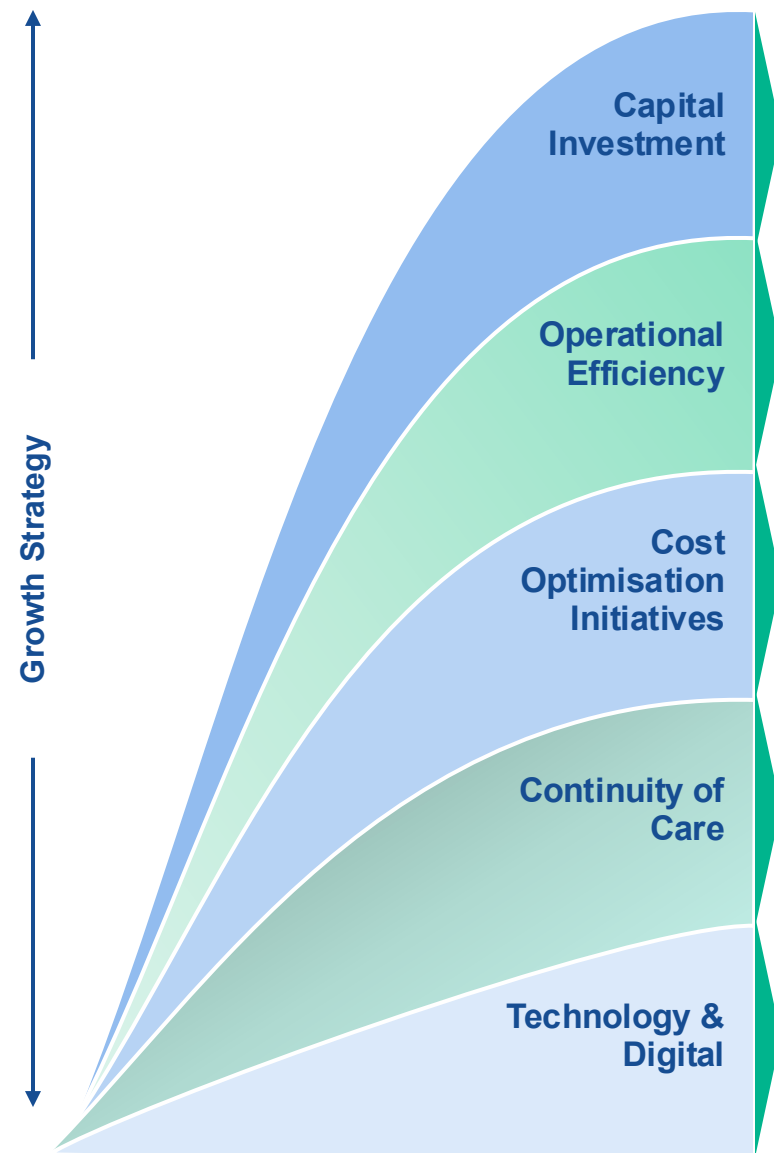 Growth Strategy
Capital
Investment
Operational
Efficiency
Cost
Optimisation
Initiatives
Continuity of
Care
Technology &
Digital